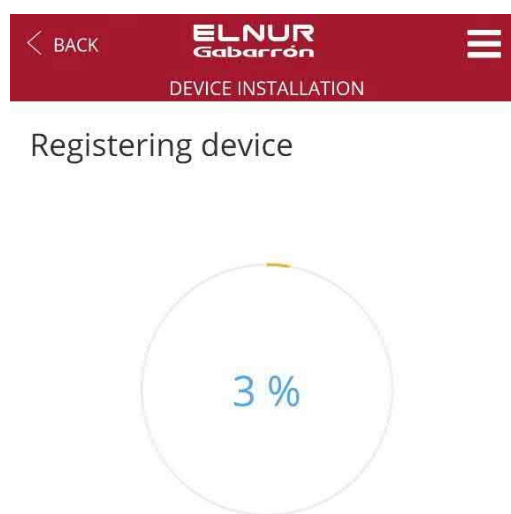 < BACK
ELNUR
Gabarrón
DEVICE INSTALLATION
Registering device
3 %